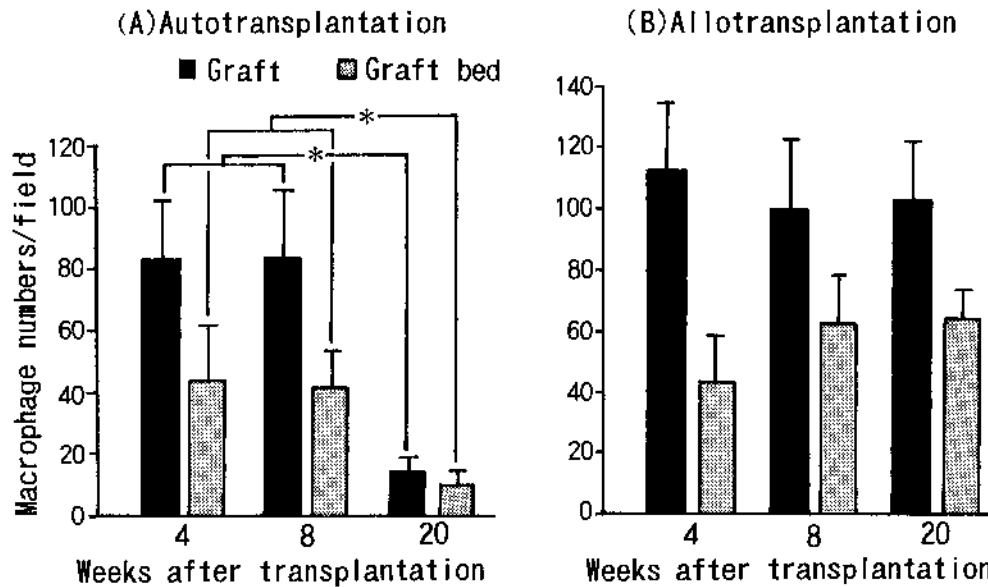 (A)Autotransplantation
(B)Allotransplantation
Graft Graft bed
Macrophage numbers/field
120
100
80
60
40
20
0
*
*
4 8 20
Weeks after transplantation
140
120
100
80
60
40
20
0
4 8 20
Weeks after transplantation